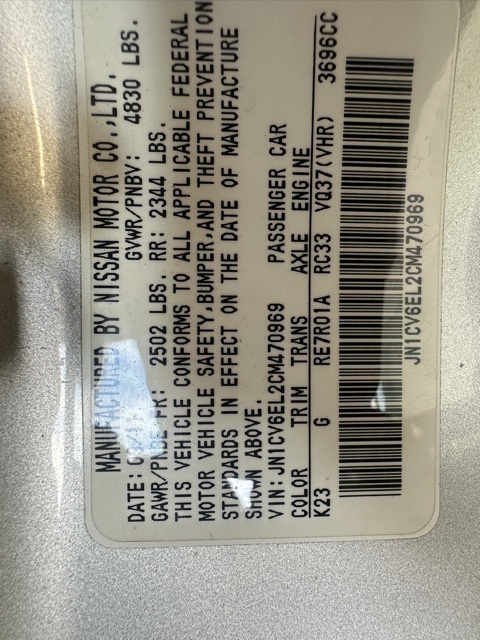 MANUFACTURED BY NISSAN MOTOR CO.,LTD.
DATE: GVWR/PNBV: 4830 LBS.
GAWR/PNBE FR: 2502 LBS. RR: 2344 LBS.
THIS VEHICLE CONFORMS TO ALL APPLICABLE FEDERAL
MOTOR VEHICLE SAFETY,BUMPER,AND THEFT PREVENTION
STANDARDS IN EFFECT ON THE DATE OF MANUFACTURE
SHOWN ABOVE.
VIN:JN1CV6EL2CM470969 PASSENGER CAR
COLOR TRIM TRANS AXLE ENGINE
K23 G RE7R01A RC33 VQ37(VHR) 3696CC
JN1CV6EL2CM470969